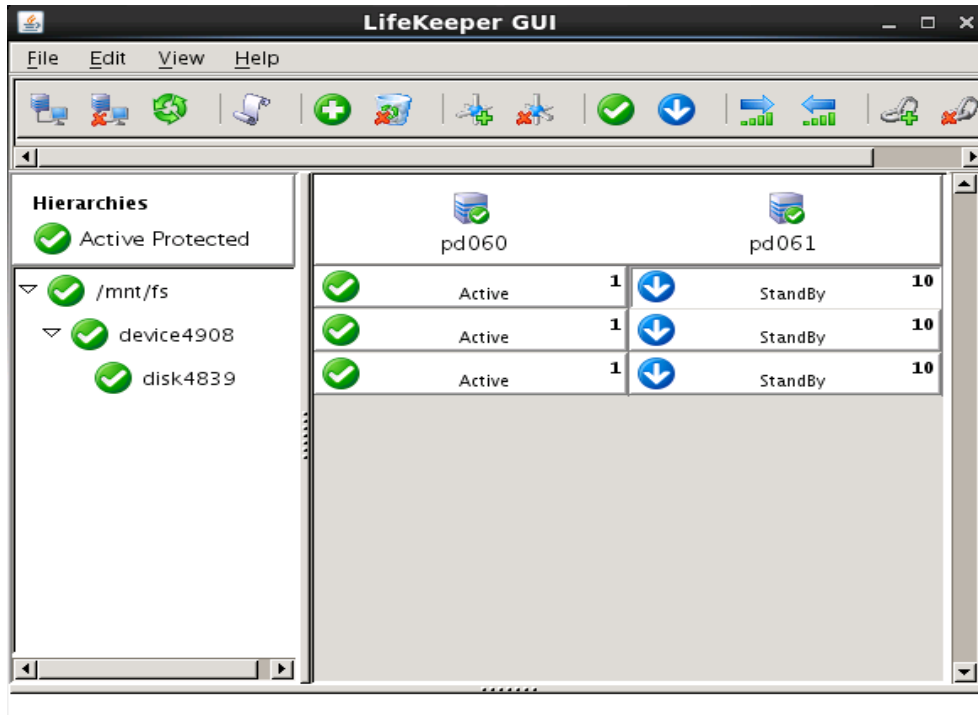 LifeKeeper GUI
File Edit View Help
Hierarchies
Active Protected
pd060 pd061
/mnt/fs Active 1 StandBy 10
device4908 Active 1 StandBy 10
disk4839 Active 1 StandBy 10